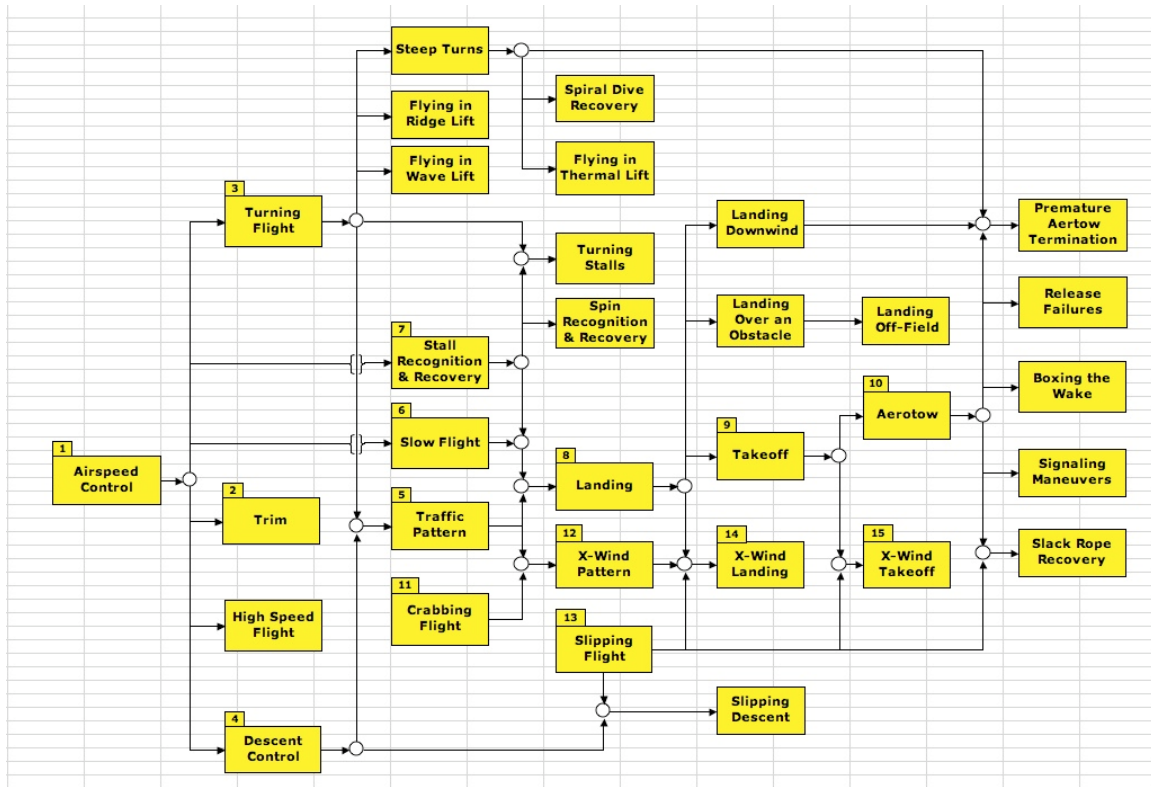 Steep Turns
Spiral Dive
Recovery
Flying in
Ridge Lift
Flying in
Wave Lift
Flying in
Thermal Lift
3
Turning
Flight
Landing
Downwind
Premature
Aertow
Termination
Turning
Stalls
Release
Failures
Spin
Recognition
& Recovery
Landing
Over an
Obstacle
Landing
Off-Field
7
Stall
Recognition
& Recovery
Boxing the
Wake
10
Aerotow
6
Slow Flight
9
Takeoff
1
Airspeed
Control
8
Landing
Signaling
Maneuvers
2
Trim
5
Traffic
Pattern
12
X-Wind
Pattern
14
X-Wind
Landing
15
X-Wind
Takeoff
Slack Rope
Recovery
11
Crabbing
Flight
High Speed
Flight
13
Slipping
Flight
Slipping
Descent
4
Descent
Control